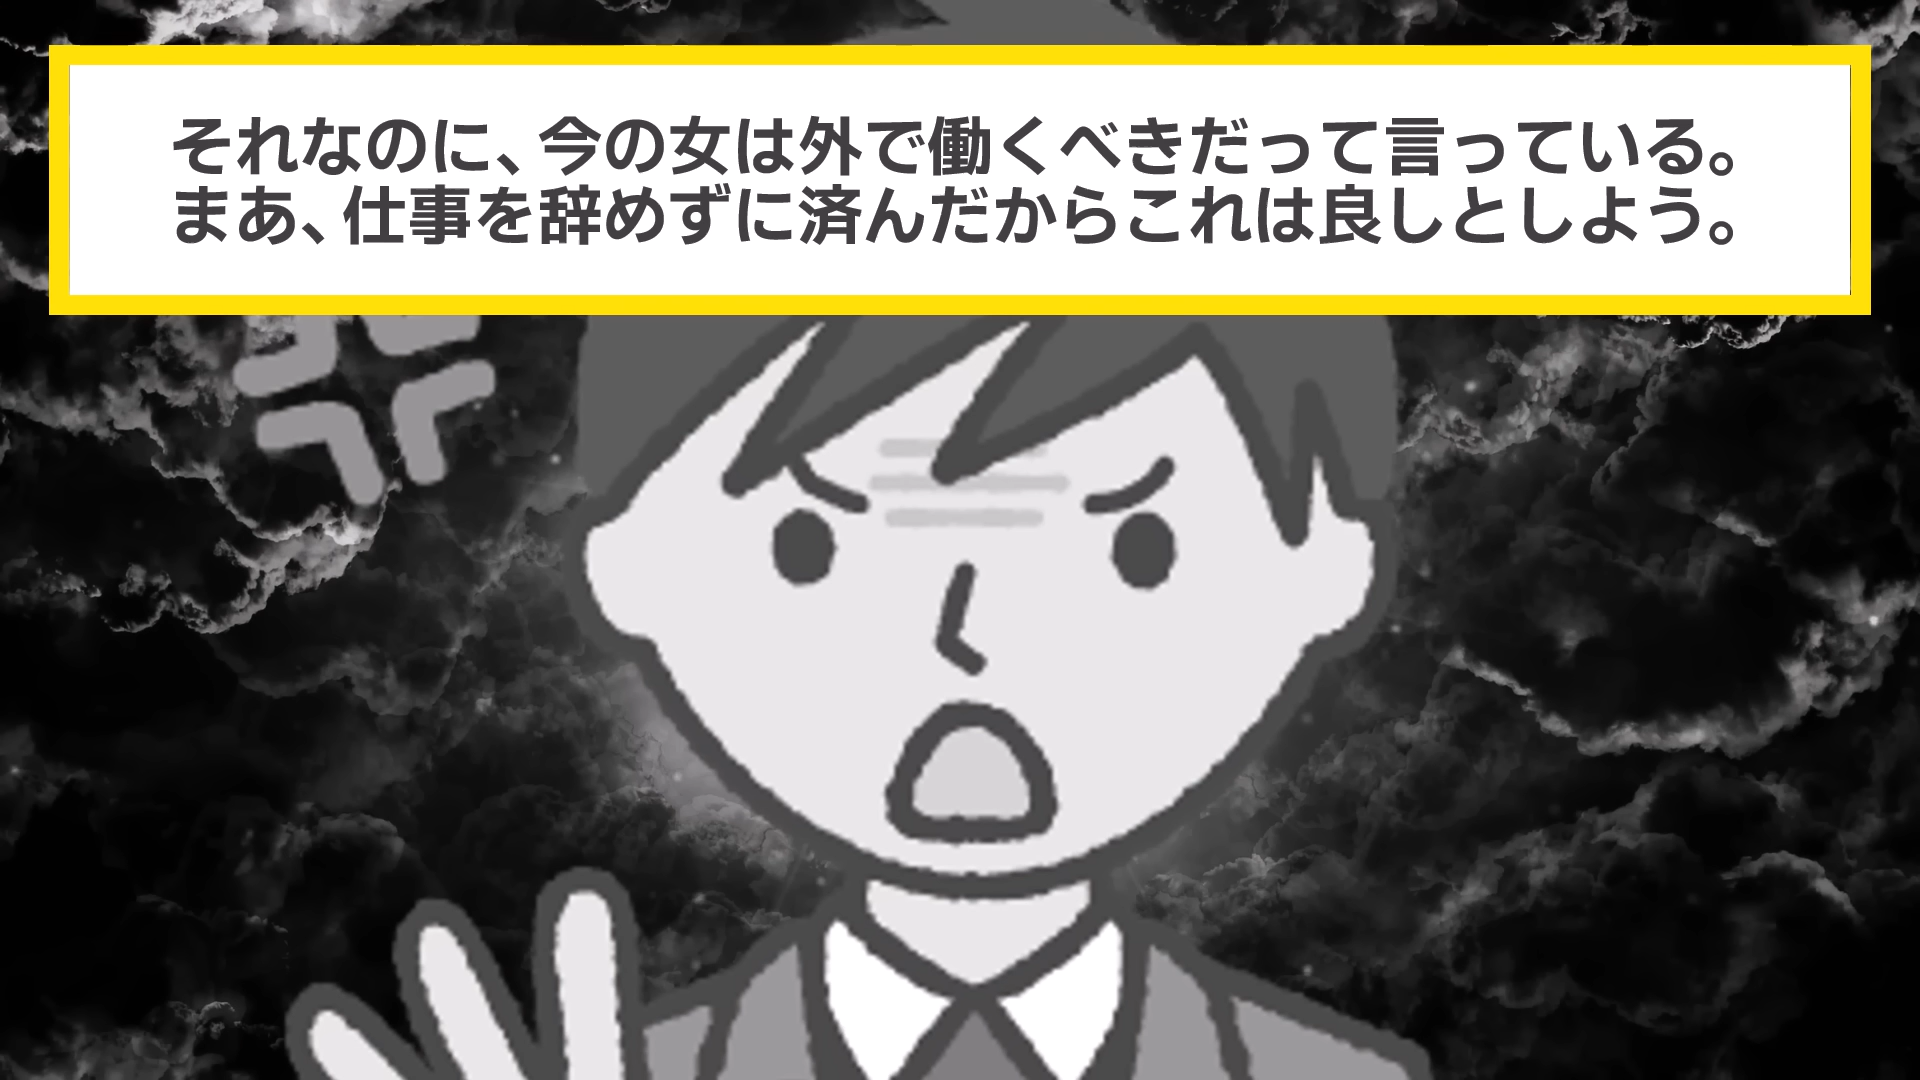 それなのに、今の女は外で働くべきだって言っている。
まあ、仕事を辞めずに済んだからこれは良しとしよう。